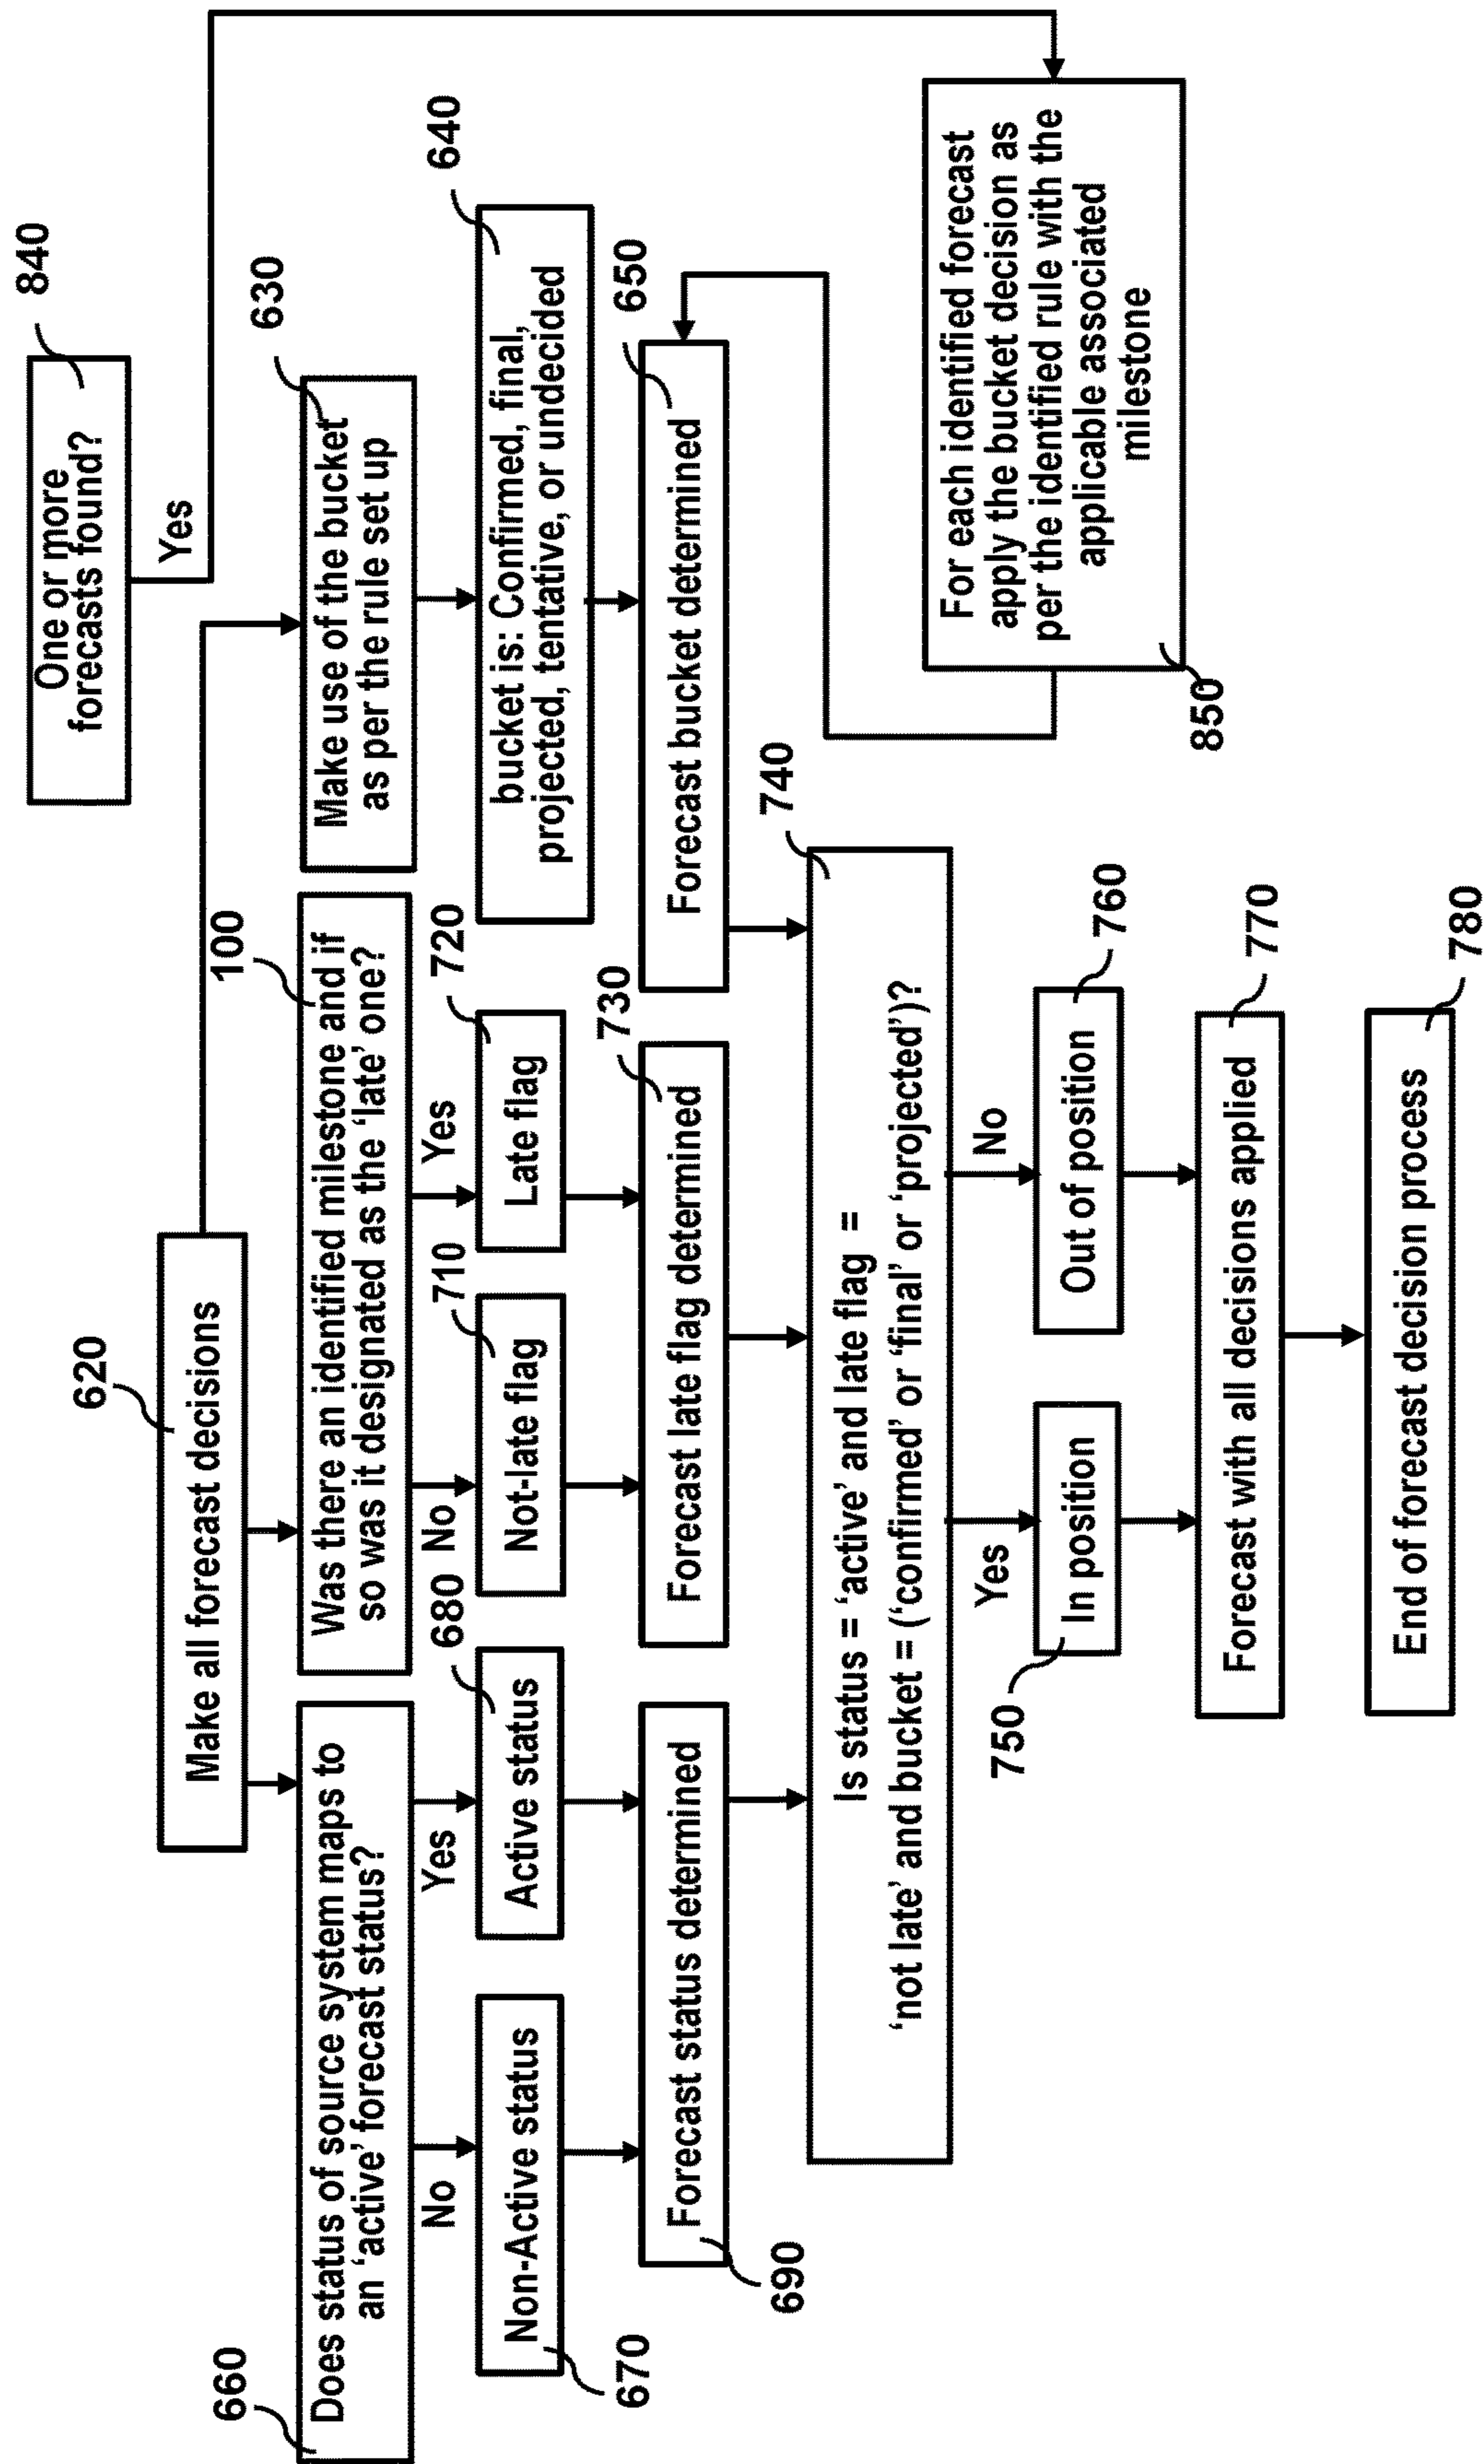 One or more
forecasts found?
840
Yes
620
Make all forecast decisions
660
Does status of source system maps to
an ‘active’ forecast status?
100
Was there an identified milestone and if
so was it designated as the ‘late’ one?
630
Make use of the bucket
as per the rule set up
No
Yes
No
Yes
670
Non-Active status
680
Active status
710
Not-late flag
720
Late flag
640
bucket is: Confirmed, final,
projected, tentative, or undecided
690
Forecast status determined
730
Forecast late flag determined
650
Forecast bucket determined
740
Is status = ‘active’ and late flag =
‘not late’ and bucket = (‘confirmed’ or ‘final’ or ‘projected’)?
For each identified forecast
apply the bucket decision as
per the identified rule with the
applicable associated
milestone
850
Yes
No
750
In position
760
Out of position
770
Forecast with all decisions applied
780
End of forecast decision process